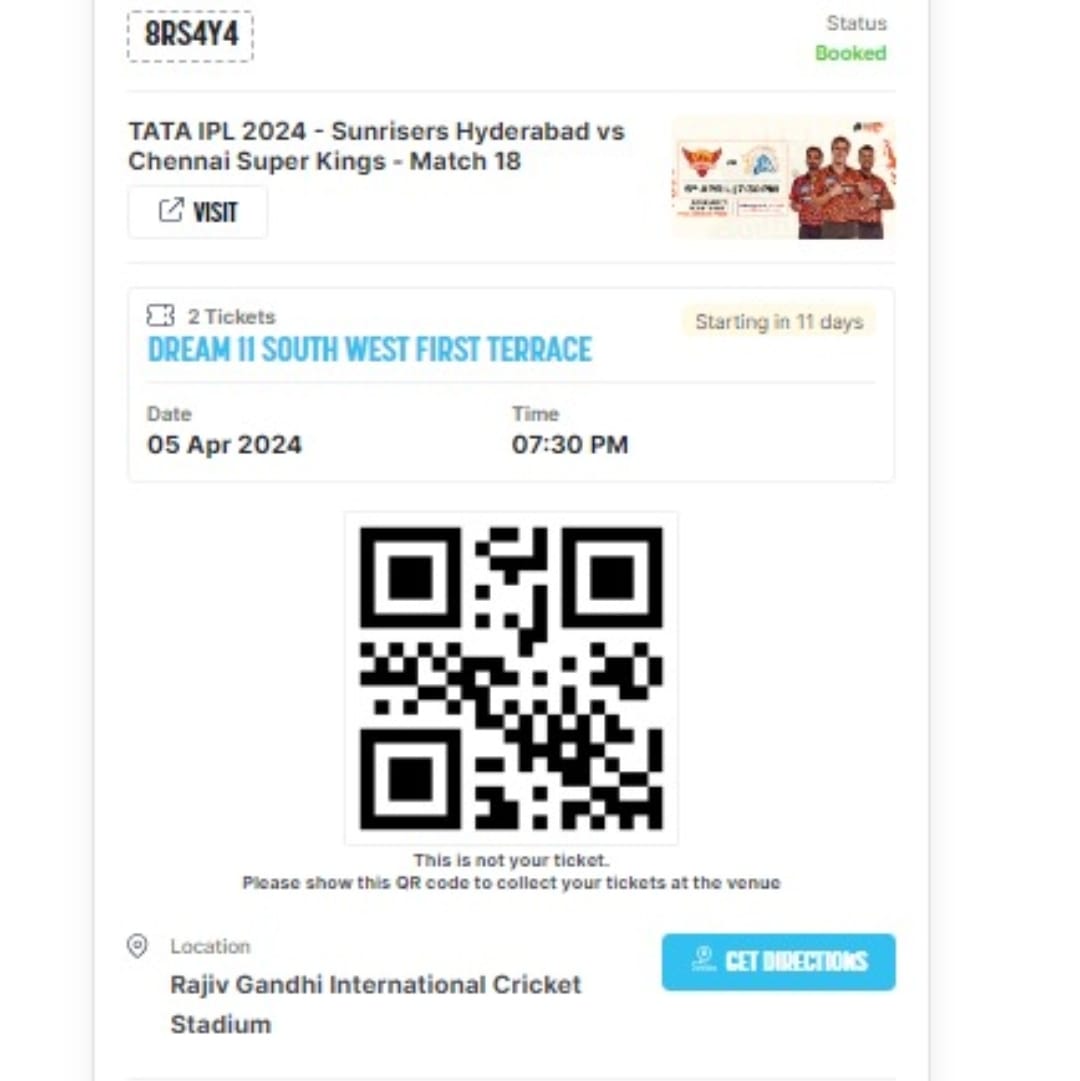 8RS4Y4
Status
Booked
TATA IPL 2024 - Sunrisers Hyderabad vs
Chennai Super Kings - Match 18
VISIT
2 Tickets
Starting in 11 days
DREAM 11 SOUTH WEST FIRST TERRACE
Date
Time
05 Apr 2024
07:30 PM
This is not your ticket.
Please show this QR code to collect your tickets at the venue
Location
GET DIRECTIONS
Rajiv Gandhi International Cricket
Stadium